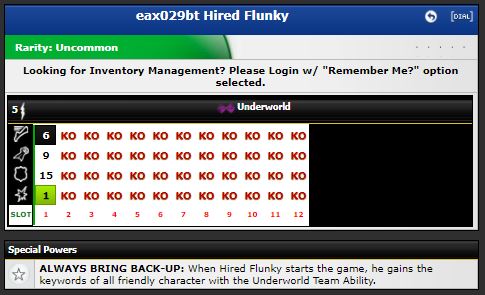 eax029bt Hired Flunky
[DIAL]
Rarity: Uncommon
Looking for Inventory Management? Please Login w/ "Remember Me?" option
selected.
5 Underworld
6 KO KO KO KO KO KO KO KO KO KO KO
9 KO KO KO KO KO KO KO KO KO KO KO
15 KO KO KO KO KO KO KO KO KO KO KO
1 KO KO KO KO KO KO KO KO KO KO KO
SLOT 1 2 3 4 5 6 7 8 9 10 11 12
Special Powers
ALWAYS BRING BACK-UP: When Hired Flunky starts the game, he gains the
keywords of all friendly character with the Underworld Team Ability.